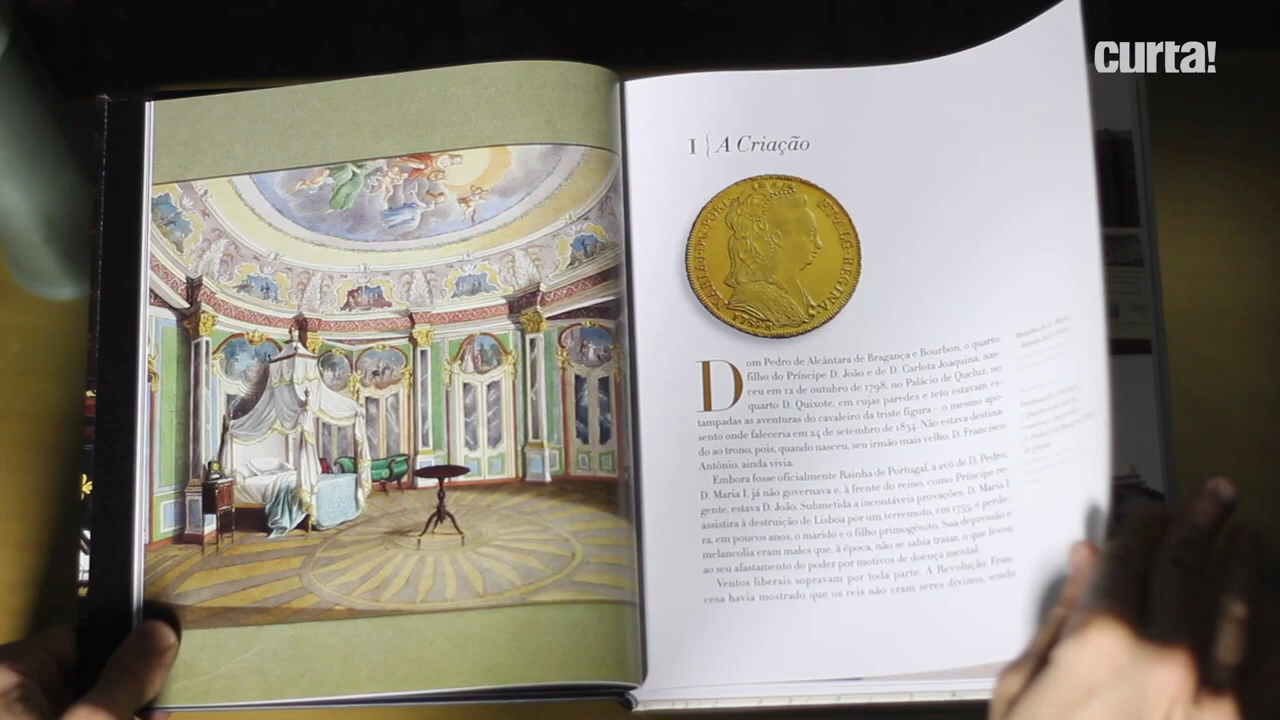 curta!
I { A Criação
MARIA I·D·G·PORT·
ET·ALG·REGINA
Dom Pedro de Alcântara de Bragança e Bourbon, o quarto
filho do Príncipe D. João e de D. Carlota Joaquina, nas-
ceu em 12 de outubro de 1798, no Palácio de Queluz, no
quarto D. Quixote, em cujas paredes e teto estavam es-
tampadas as aventuras do cavaleiro da triste figura – o mesmo apo-
sento onde faleceria em 24 de setembro de 1834. Não estava destina-
do ao trono, pois, quando nasceu, seu irmão mais velho, D. Francisco
Antônio, ainda vivia.
Embora fosse oficialmente Rainha de Portugal, a avó de D. Pedro,
D. Maria I, já não governava e, à frente do reino, como Príncipe re-
gente, estava D. João. Submetida a incontáveis provações, D. Maria I
assistira à destruição de Lisboa por um terremoto, em 1755, e perde-
ra, em poucos anos, o marido e o filho primogênito. Sua depressão e
melancolia eram males que, à época, não se sabia tratar, o que levou
ao seu afastamento do poder por motivos de doença mental.
Ventos liberais sopravam por toda parte. A Revolução Fran-
cesa havia mostrado que os reis não eram seres divinos, sendo